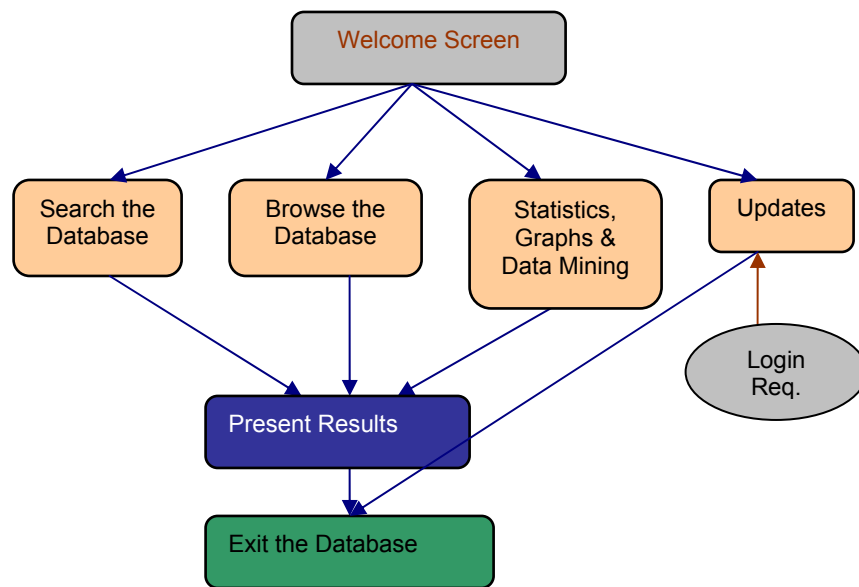 Welcome Screen
Search the
Database
Browse the
Database
Statistics,
Graphs &
Data Mining
Updates
Login
Req.
Present Results
Exit the Database